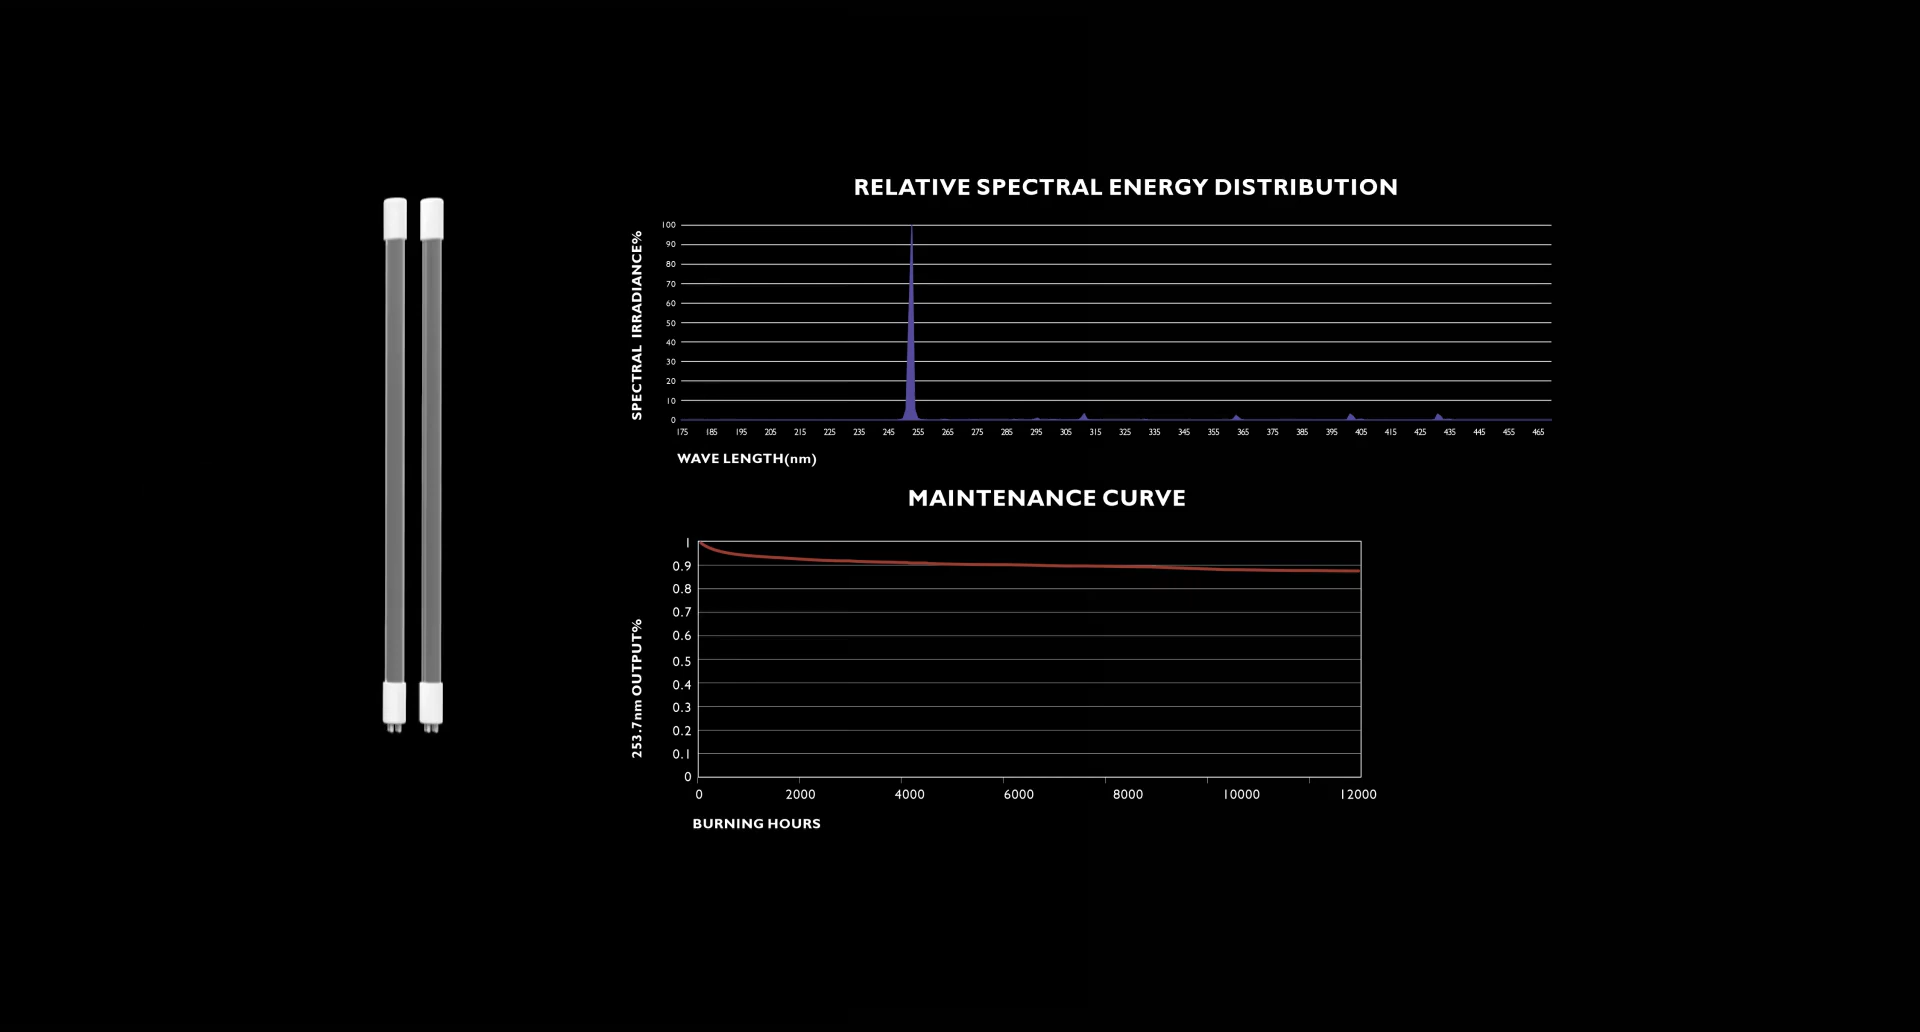 RELATIVE SPECTRAL ENERGY DISTRIBUTION
SPECTRAL IRRADIANCE%
100
90
80
70
60
50
40
30
20
10
0
175 185 195 205 215 225 235 245 255 265 275 285 295 305 315 325 335 345 355 365 375 385 395 405 415 425 435 445 455 465
WAVE LENGTH(nm)
MAINTENANCE CURVE
253.7nm OUTPUT%
1
0.9
0.8
0.7
0.6
0.5
0.4
0.3
0.2
0.1
0
0 2000 4000 6000 8000 10000 12000
BURNING HOURS